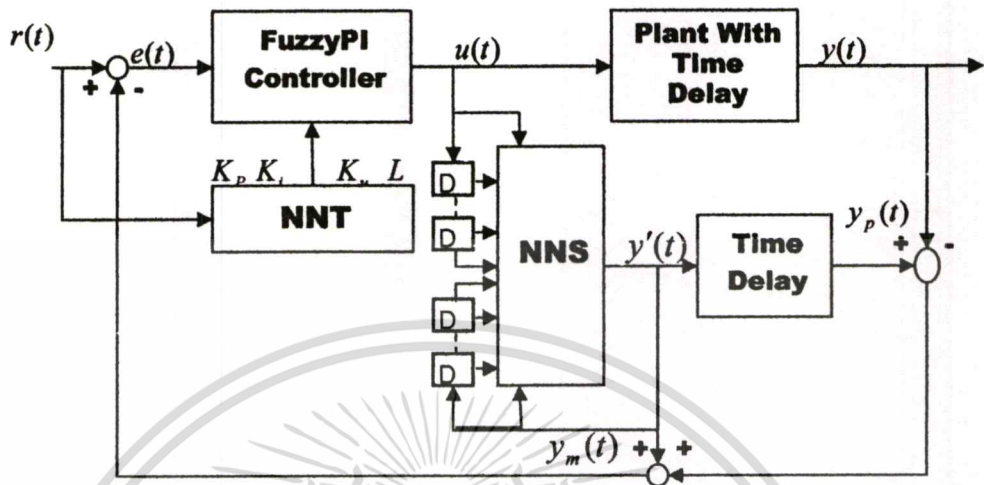 r(t)
e(t)
+
-
FuzzyPI
Controller
u(t)
Plant With
Time
Delay
y(t)
K_P K_i K_u L
NNT
D
D
D
D
NNS
y'(t)
Time
Delay
y_p(t)
+
-
y_m(t)
+ +